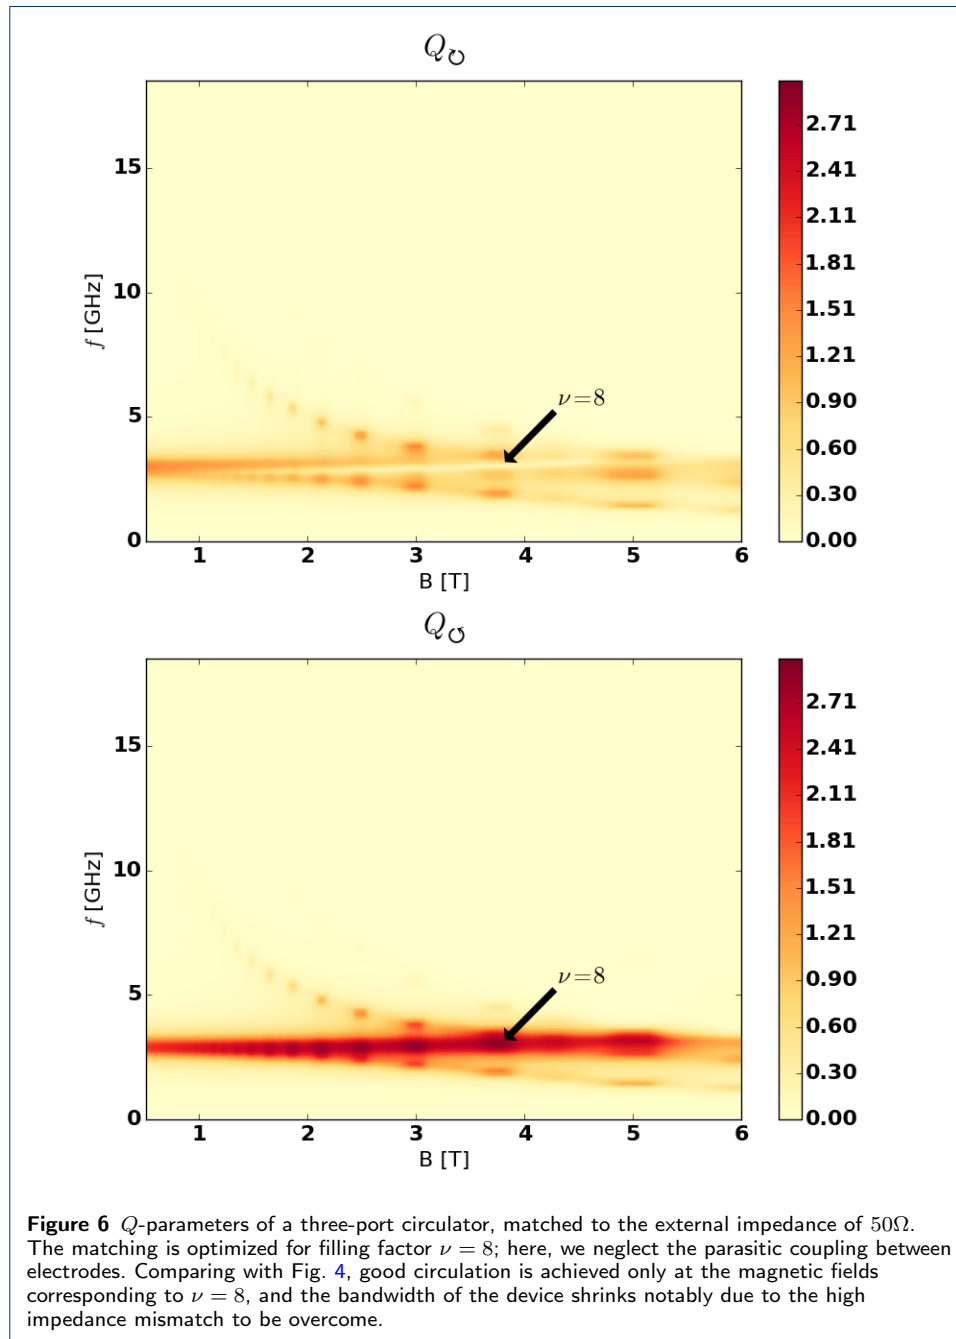 Q↻
2.71
2.41
2.11
1.81
1.51
1.21
0.90
0.60
0.30
0.00
15
10
5
0
f [GHz]
ν=8
1 2 3 4 5 6
B [T]
Q↺
2.71
2.41
2.11
1.81
1.51
1.21
0.90
0.60
0.30
0.00
15
10
5
0
f [GHz]
ν=8
1 2 3 4 5 6
B [T]
Figure 6 Q-parameters of a three-port circulator, matched to the external impedance of 50Ω.
The matching is optimized for filling factor ν = 8; here, we neglect the parasitic coupling between
electrodes. Comparing with Fig. 4, good circulation is achieved only at the magnetic fields
corresponding to ν = 8, and the bandwidth of the device shrinks notably due to the high
impedance mismatch to be overcome.